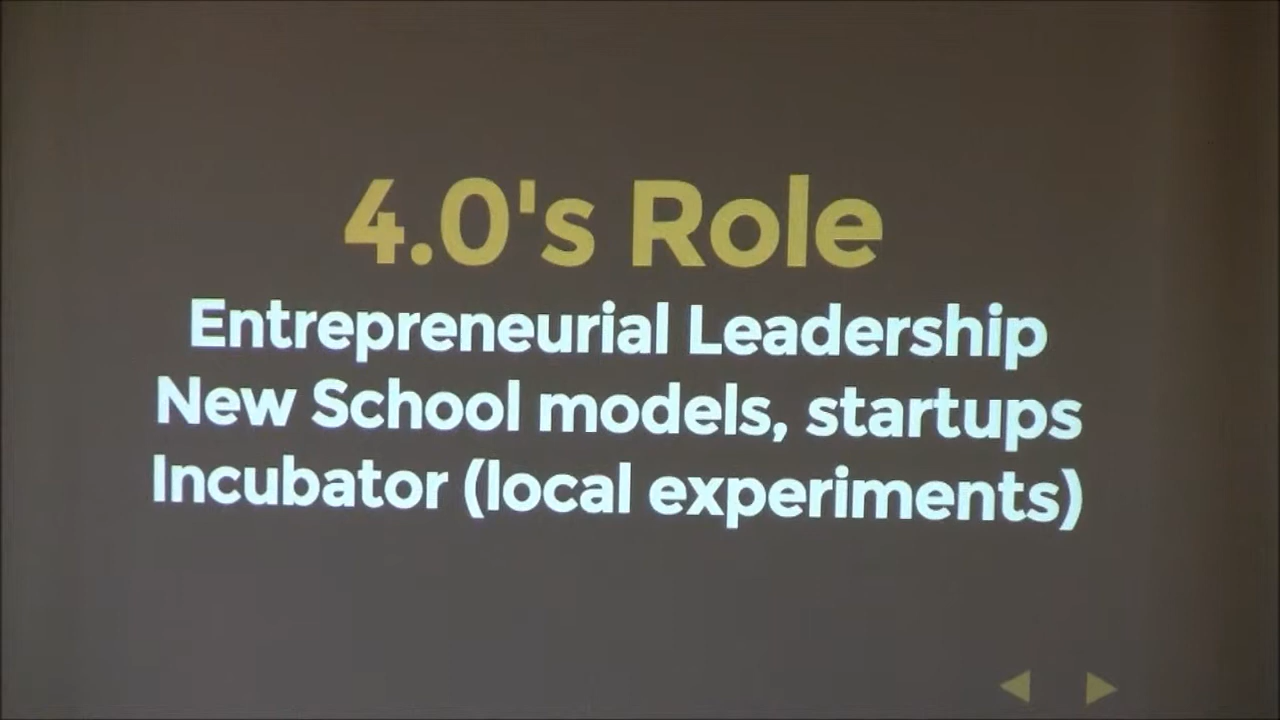 4.0's Role
Entrepreneurial Leadership
New School models, startups
Incubator (local experiments)